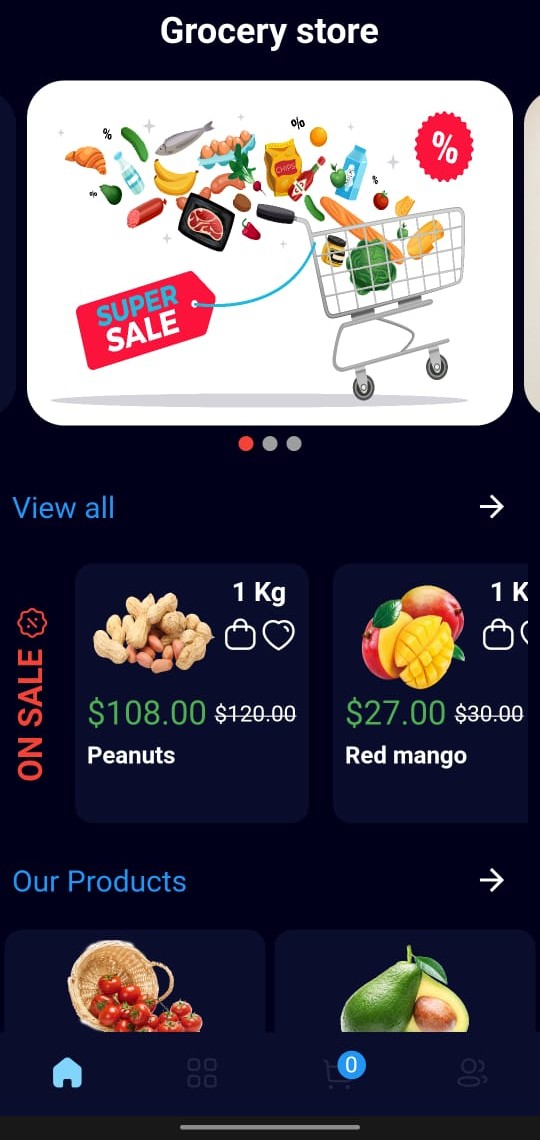 Grocery store
%
%
%
%
%
CHIPS
SUPER
SALE
View all
ON SALE
1 Kg
$108.00 $120.00
Peanuts
1 K
$27.00 $30.00
Red mango
Our Products
0